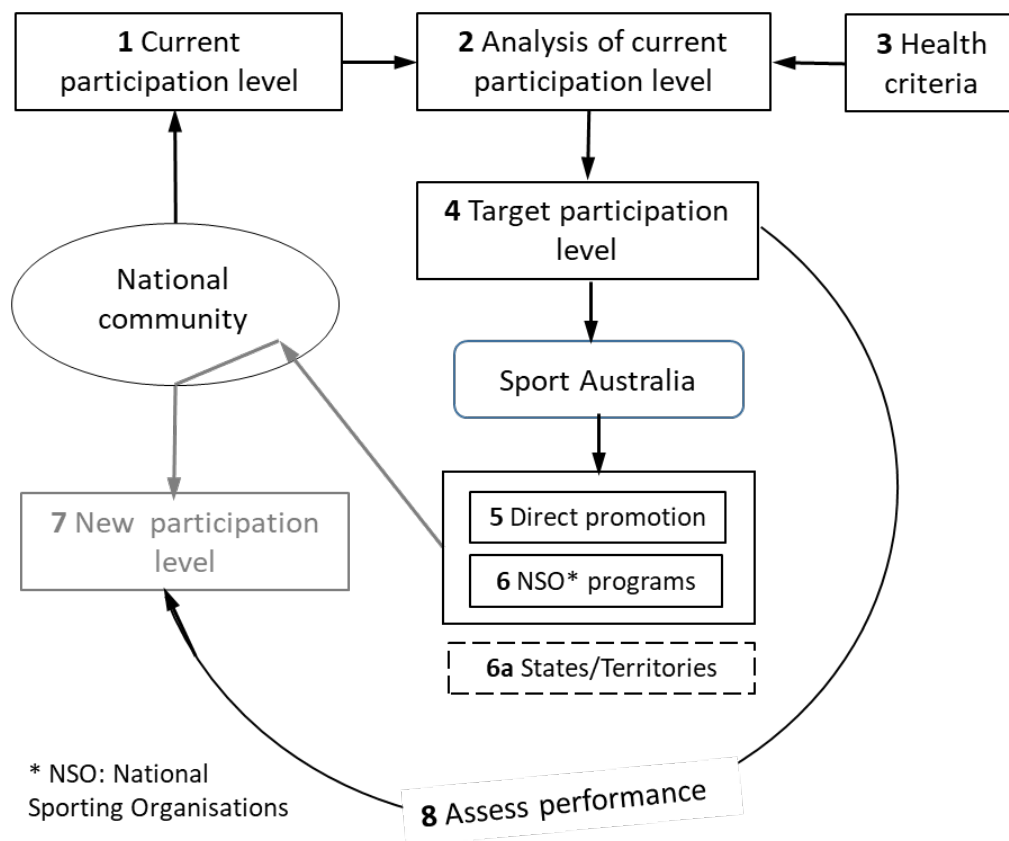 1 Current
participation level
2 Analysis of current
participation level
3 Health
criteria
4 Target participation
level
National
community
Sport Australia
5 Direct promotion
6 NSO* programs
7 New participation
level
6a States/Territories
* NSO: National
Sporting Organisations
8 Assess performance